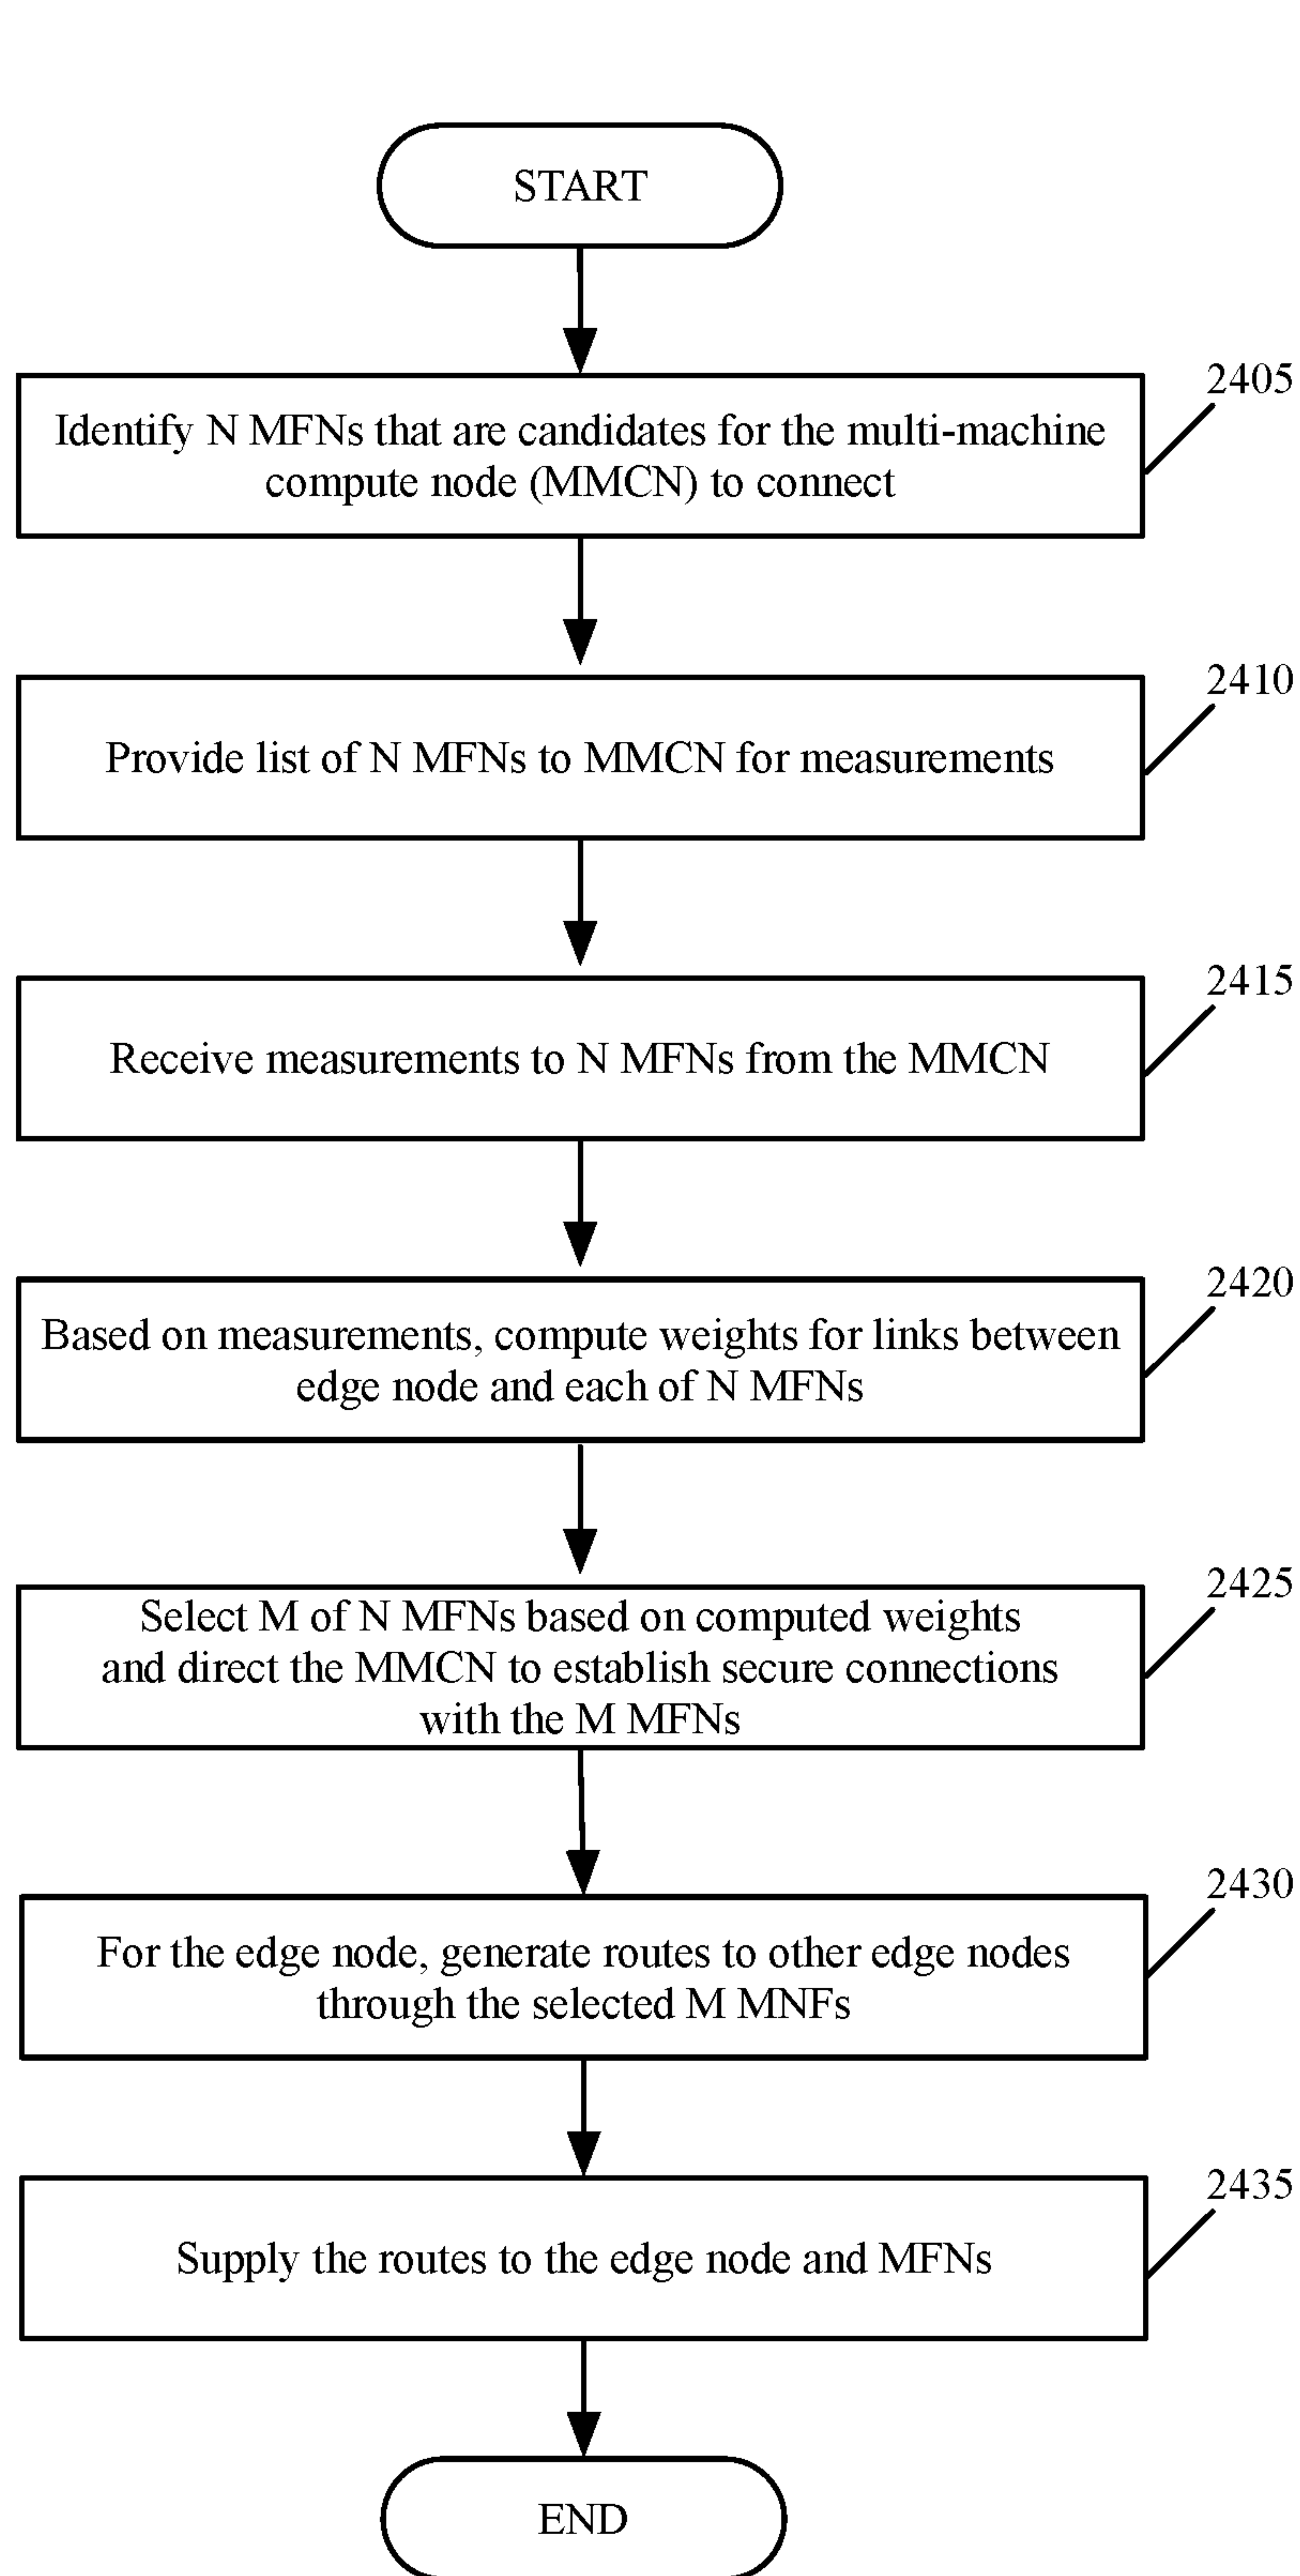 START
2405
Identify N MFNs that are candidates for the multi-machine
compute node (MMCN) to connect
2410
Provide list of N MFNs to MMCN for measurements
2415
Receive measurements to N MFNs from the MMCN
2420
Based on measurements, compute weights for links between
edge node and each of N MFNs
2425
Select M of N MFNs based on computed weights
and direct the MMCN to establish secure connections
with the M MFNs
2430
For the edge node, generate routes to other edge nodes
through the selected M MNFs
2435
Supply the routes to the edge node and MFNs
END